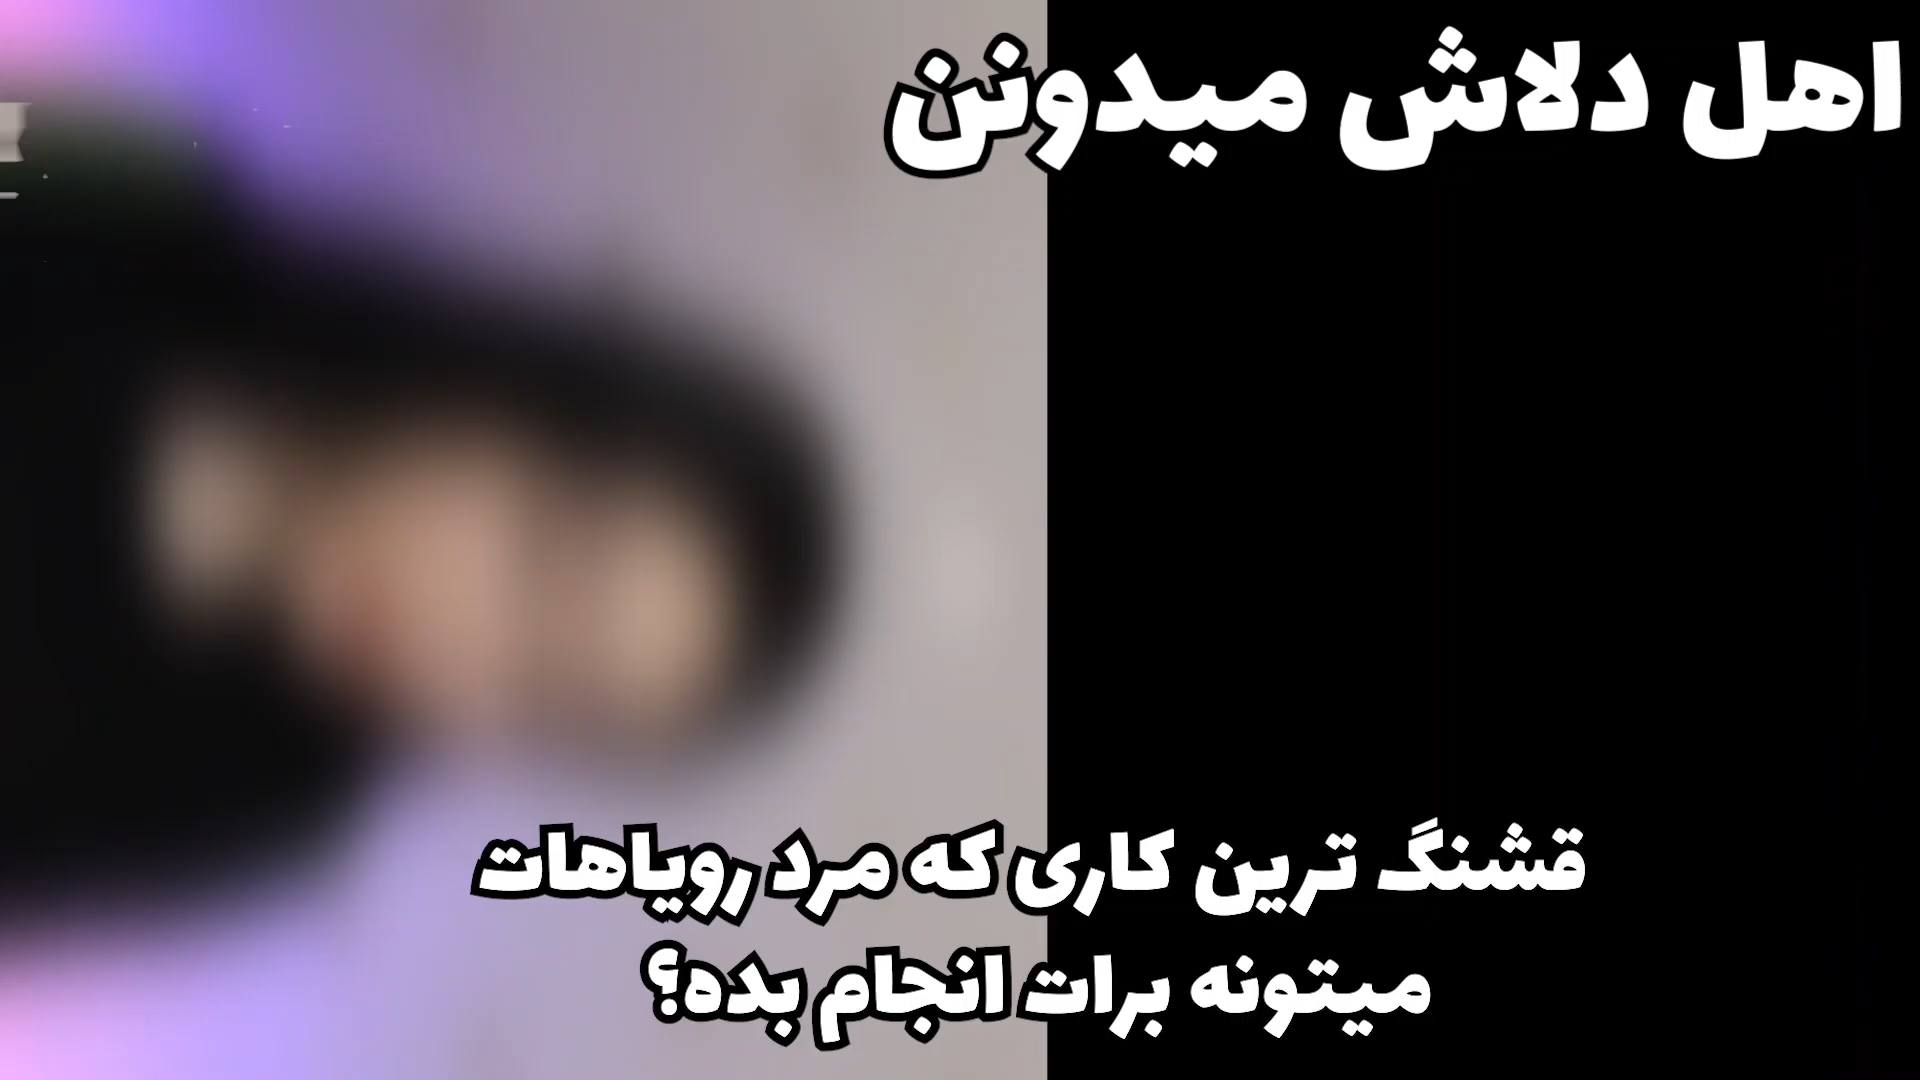 اهل دلاش میدونن
قشنگ ترین کاری که مرد رویاهات
میتونه برات انجام بده؟